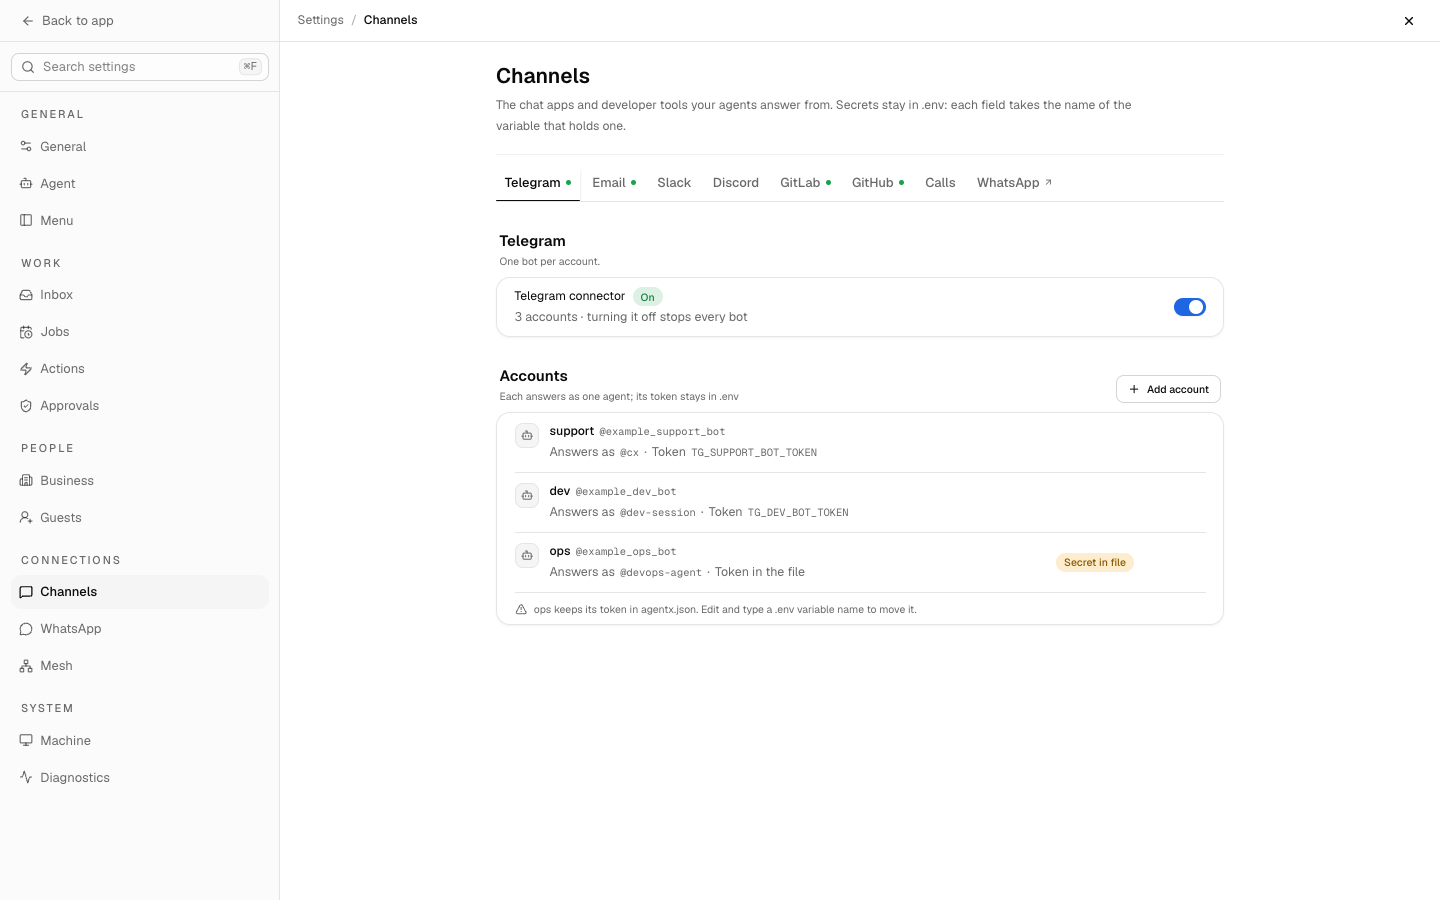 Back to app
Settings / Channels
Search settings
⌘F
GENERAL
General
Agent
Menu
WORK
Inbox
Jobs
Actions
Approvals
PEOPLE
Business
Guests
CONNECTIONS
Channels
WhatsApp
Mesh
SYSTEM
Machine
Diagnostics
Channels
The chat apps and developer tools your agents answer from. Secrets stay in .env: each field takes the name of the
variable that holds one.
Telegram Email Slack Discord GitLab GitHub Calls WhatsApp ↗
Telegram
One bot per account.
Telegram connector On
3 accounts · turning it off stops every bot
Accounts
Each answers as one agent; its token stays in .env
+ Add account
support @example_support_bot
Answers as @cx · Token TG_SUPPORT_BOT_TOKEN
dev @example_dev_bot
Answers as @dev-session · Token TG_DEV_BOT_TOKEN
ops @example_ops_bot
Answers as @devops-agent · Token in the file
Secret in file
ops keeps its token in agentx.json. Edit and type a .env variable name to move it.